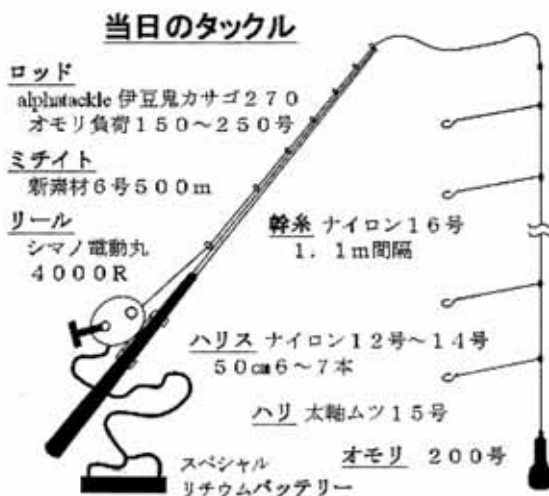 当日のタックル
ロッド
alphatackle 伊豆鬼カサゴ270
オモリ負荷150～250号
ミチイト
新素材6号500m
リール
シマノ電動丸
4000R
幹糸 ナイロン16号
1．1m間隔
ハリス ナイロン12号～14号
50㎝6～7本
ハリ 太軸ムツ15号
オモリ 200号
スペシャル
リチウムバッテリー